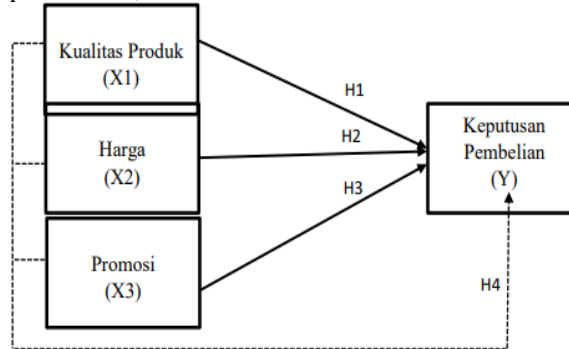 Kualitas Produk
(X1)
H1
Harga
(X2)
H2
Keputusan
Pembelian
(Y)
H3
Promosi
(X3)
H4